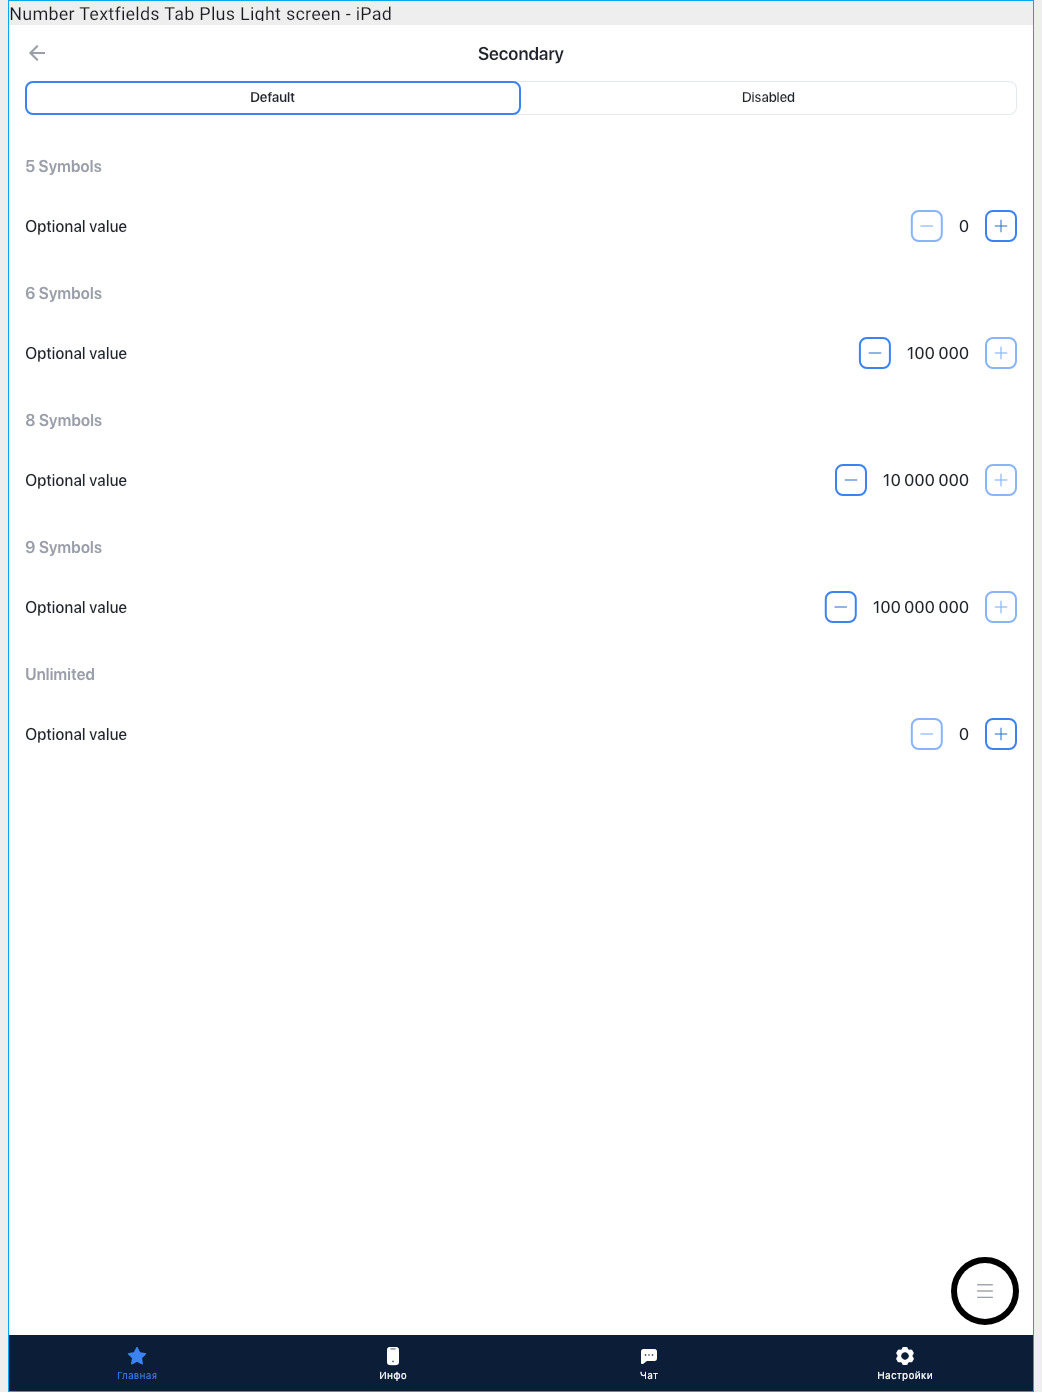 Number Textfields Tab Plus Light screen - iPad
Secondary
Default
Disabled
5 Symbols
Optional value
0
6 Symbols
Optional value
100 000
8 Symbols
Optional value
10 000 000
9 Symbols
Optional value
100 000 000
Unlimited
Optional value
0
Главная
Инфо
Чат
Настройки